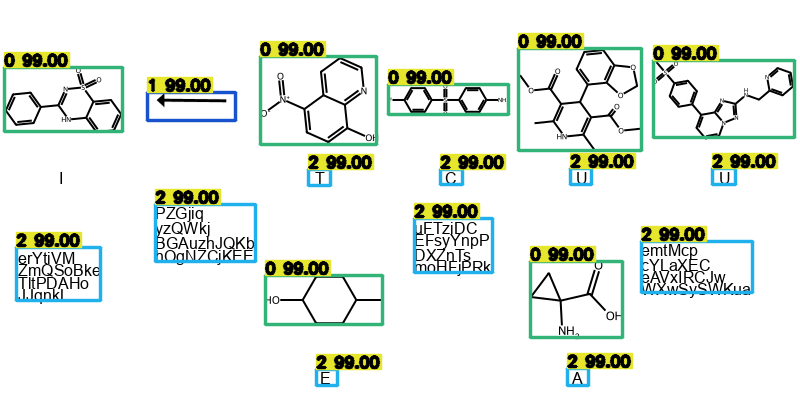 0 99.00
0 99.00
0 99.00
0 99.00
0 99.00
1 99.00
I
2 99.00
T
2 99.00
C
2 99.00
U
2 99.00
U
2 99.00
PZGjiq
yzQWkj
BGAuzhJQKb
2 99.00
uFTzjDC
EFsyYnpP
DXZnTs
2 99.00
erYtiVM
ZmQSoBke
TltPDAHo
2 99.00
emtMcp
cYLaXEC
eAVxIRCJw
0 99.00
HO
0 99.00
O
OH
NH2
2 99.00
E
2 99.00
A